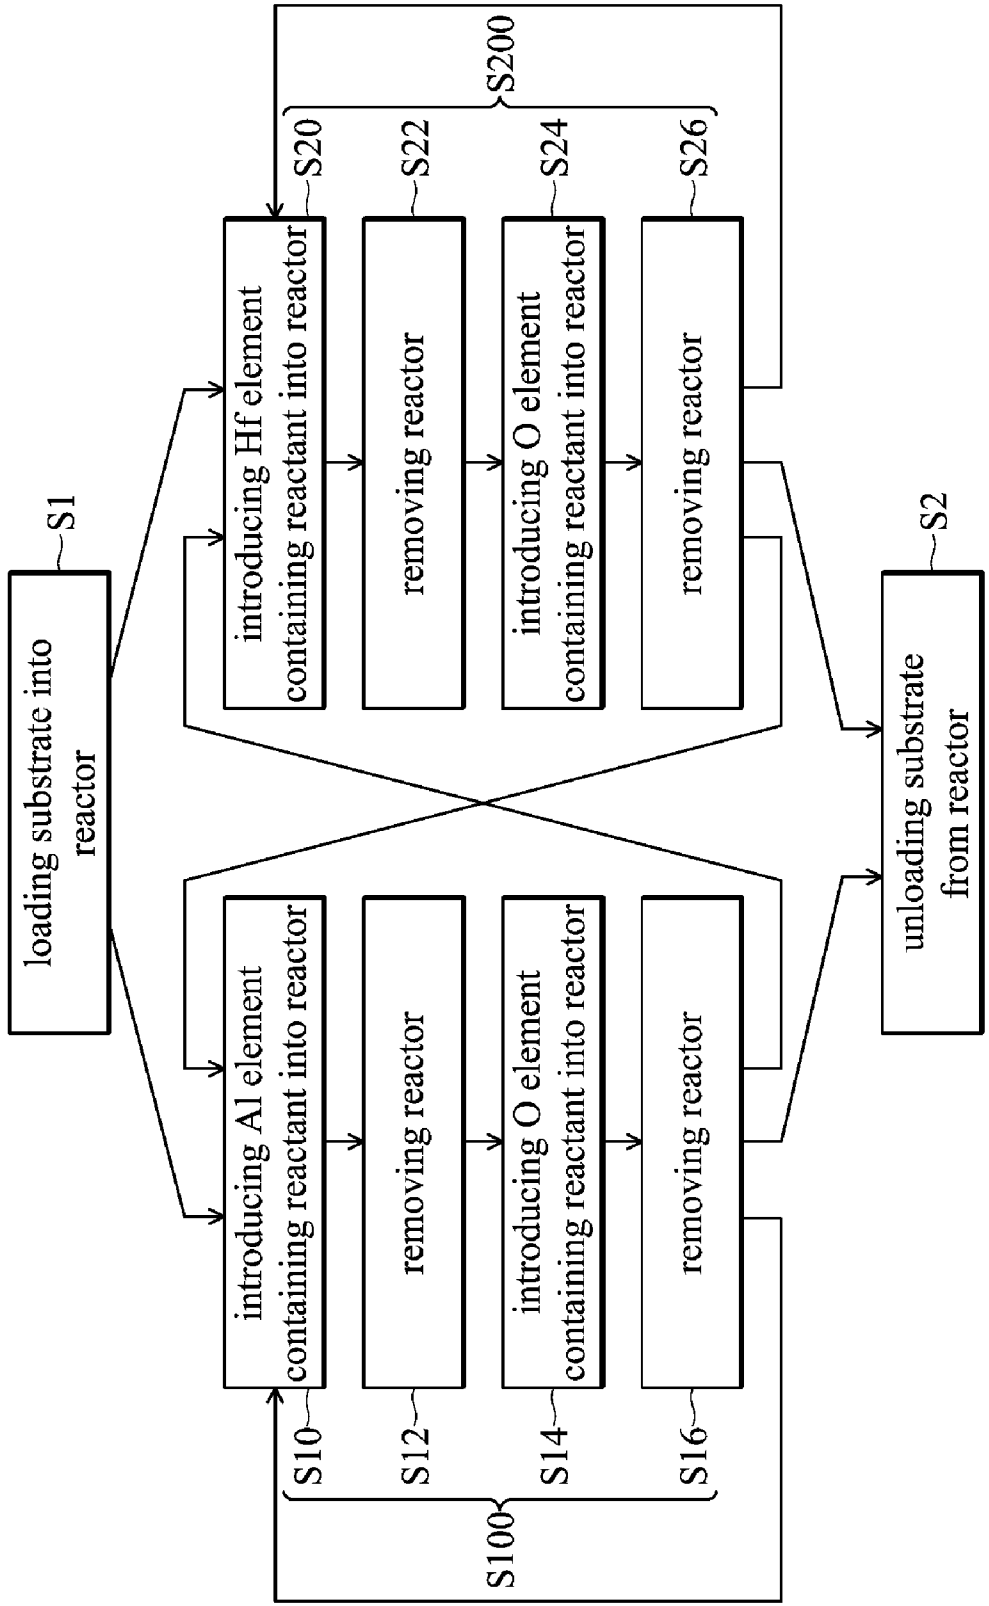 loading substrate into
reactor
S1
S100
S10
introducing Al element
containing reactant into reactor
S12
removing reactor
S14
introducing O element
containing reactant into reactor
S16
removing reactor
introducing Hf element
containing reactant into reactor
S20
removing reactor
S22
introducing O element
containing reactant into reactor
S24
removing reactor
S26
S200
unloading substrate
from reactor
S2